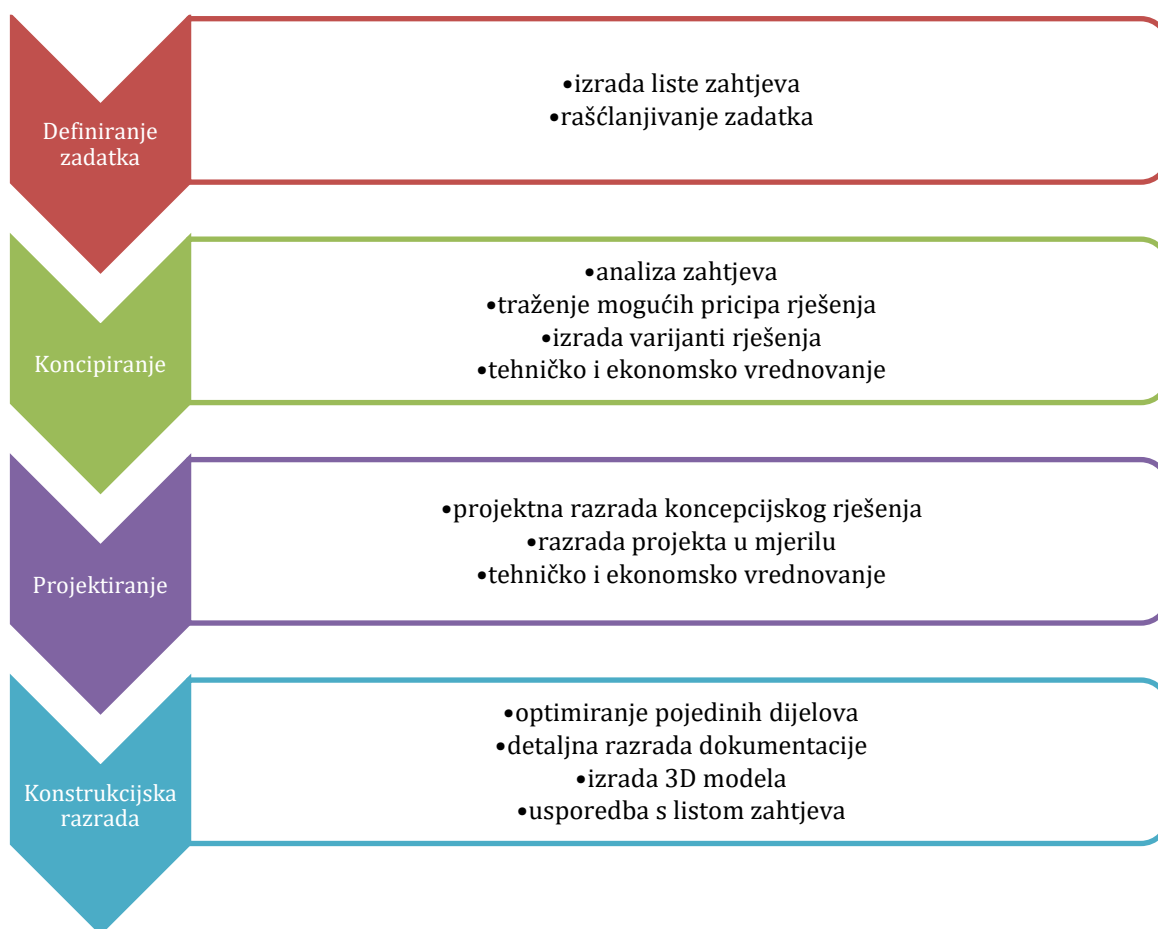 Definiranje
zadatka
•izrada liste zahtjeva
•rašćlanjivanje zadatka
Koncipiranje
•analiza zahtjeva
•traženje mogućih pricipa rješenja
•izrada varijanti rješenja
•tehničko i ekonomsko vrednovanje
Projektiranje
•projektna razrada koncepcijskog rješenja
•razrada projekta u mjerilu
•tehničko i ekonomsko vrednovanje
Konstrukcijska
razrada
•optimiranje pojedinih dijelova
•detaljna razrada dokumentacije
•izrada 3D modela
•usporedba s listom zahtjeva